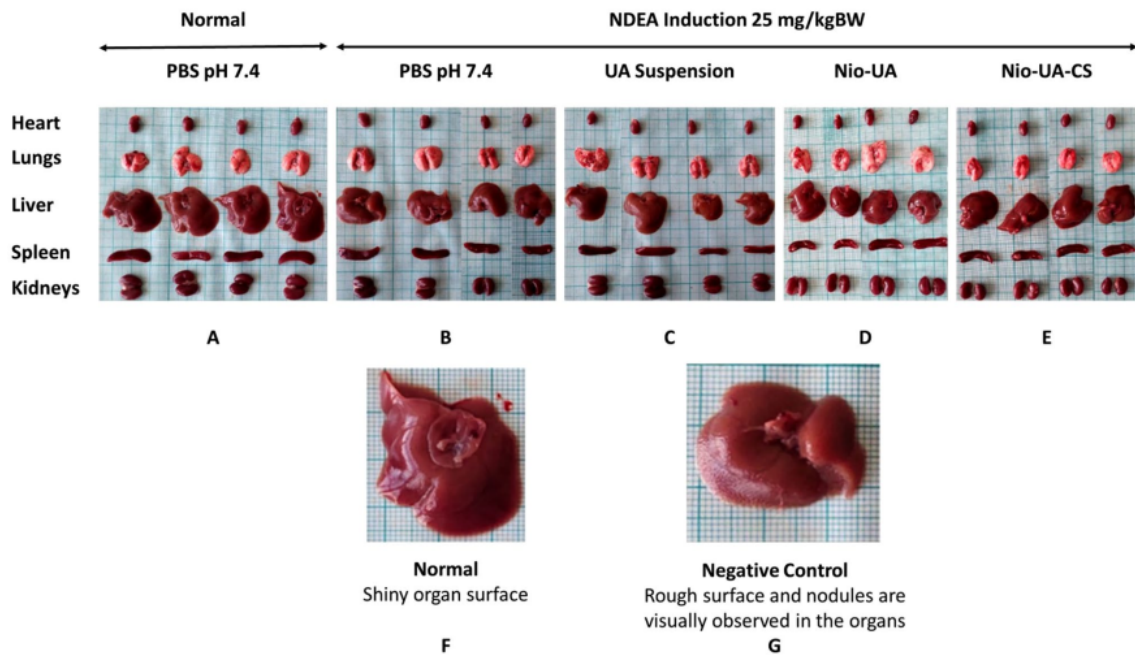 Normal
NDEA Induction 25 mg/kgBW
PBS pH 7.4
PBS pH 7.4
UA Suspension
Nio-UA
Nio-UA-CS
Heart
Lungs
Liver
Spleen
Kidneys
A
B
C
D
E
Normal
Shiny organ surface
Negative Control
Rough surface and nodules are
visually observed in the organs
F
G